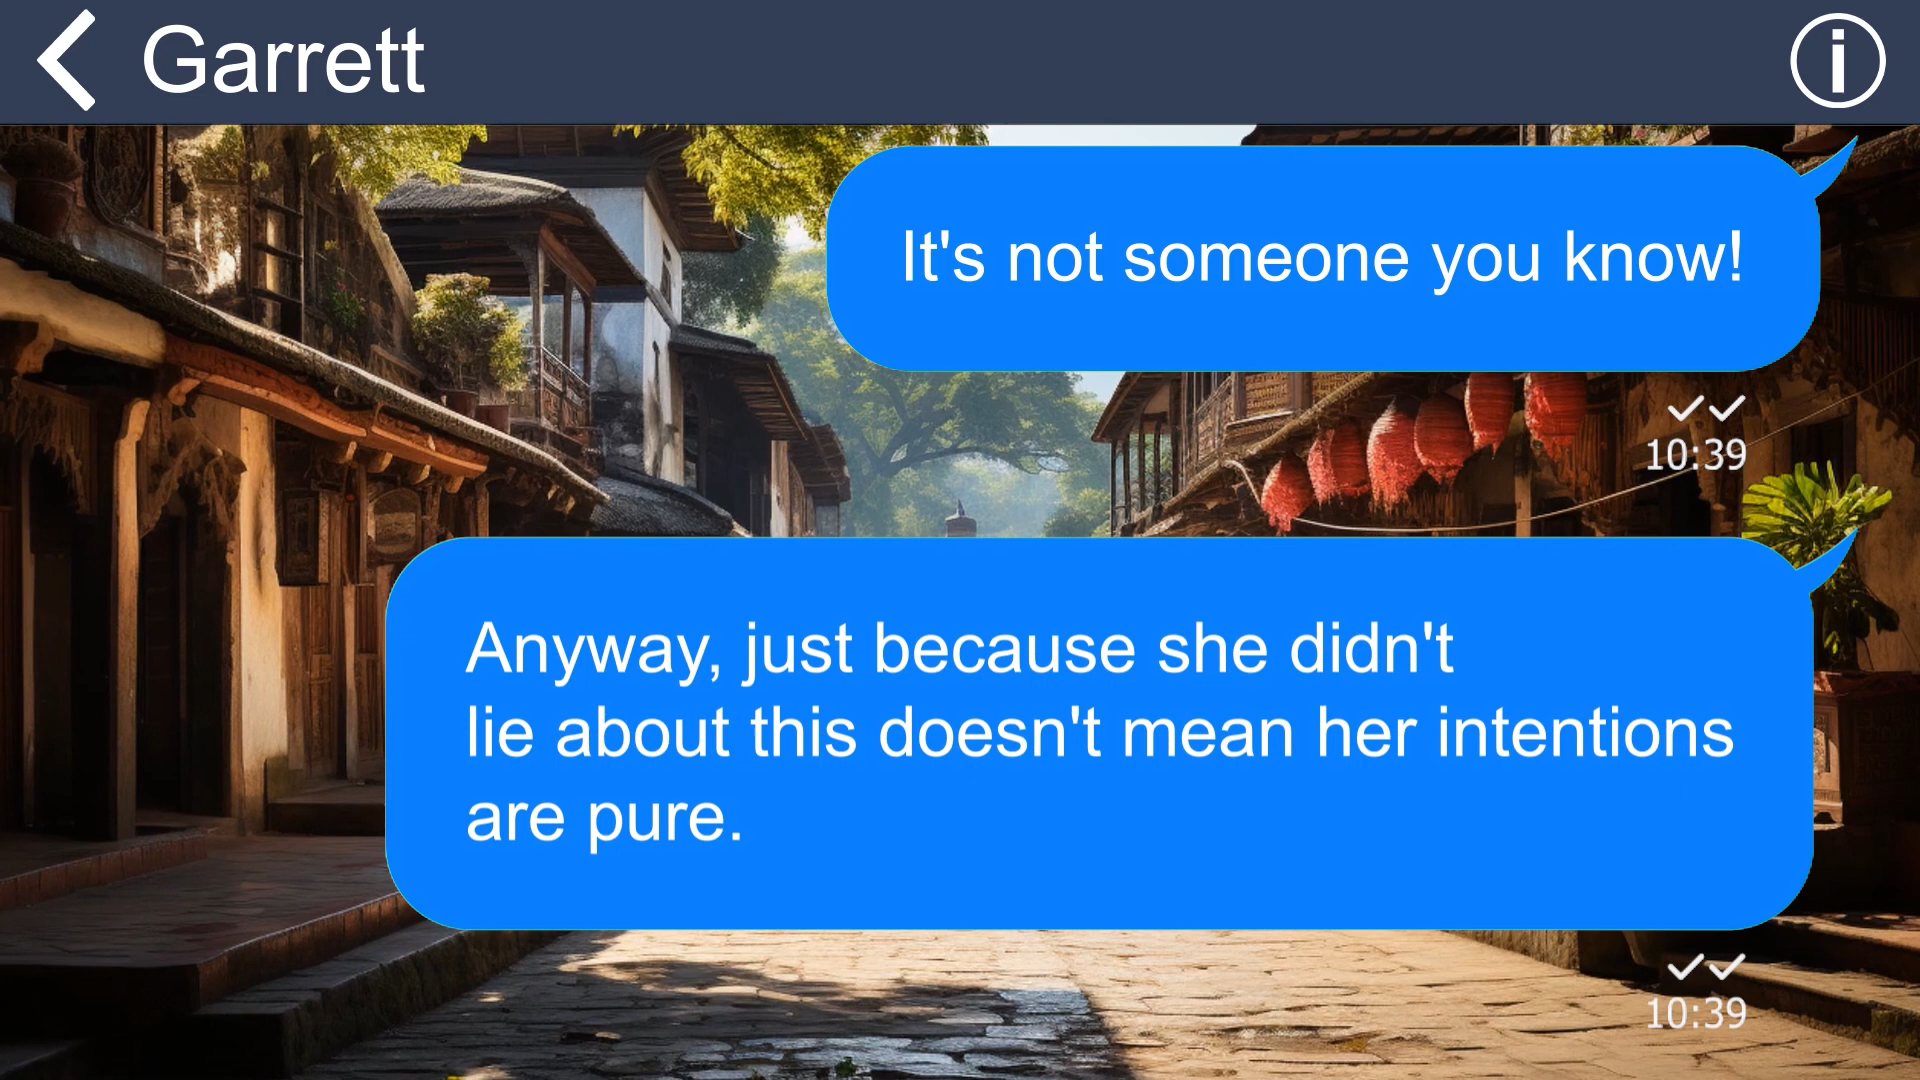 Garrett
It's not someone you know!
10:39
Anyway, just because she didn't
lie about this doesn't mean her intentions
are pure.
10:39